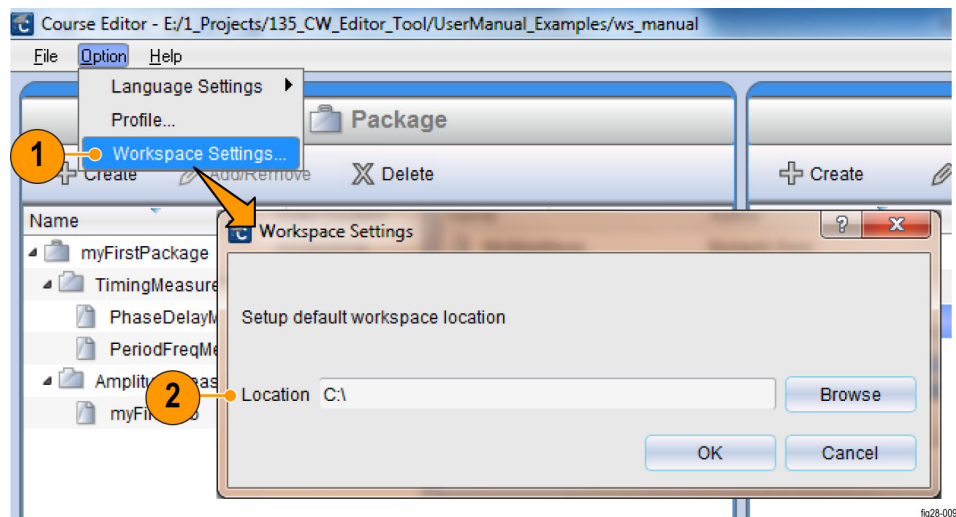 Course Editor - E:/1_Projects/135_CW_Editor_Tool/UserManual_Examples/ws_manual
File Option Help
Language Settings
Profile...
Package
1
Workspace Settings...
Create Add/Remove Delete
Create
Name
Workspace Settings
myFirstPackage
TimingMeasure
PhaseDelayM
PeriodFreqMe
Setup default workspace location
2
Location C:\
Browse
OK Cancel
fig28-009